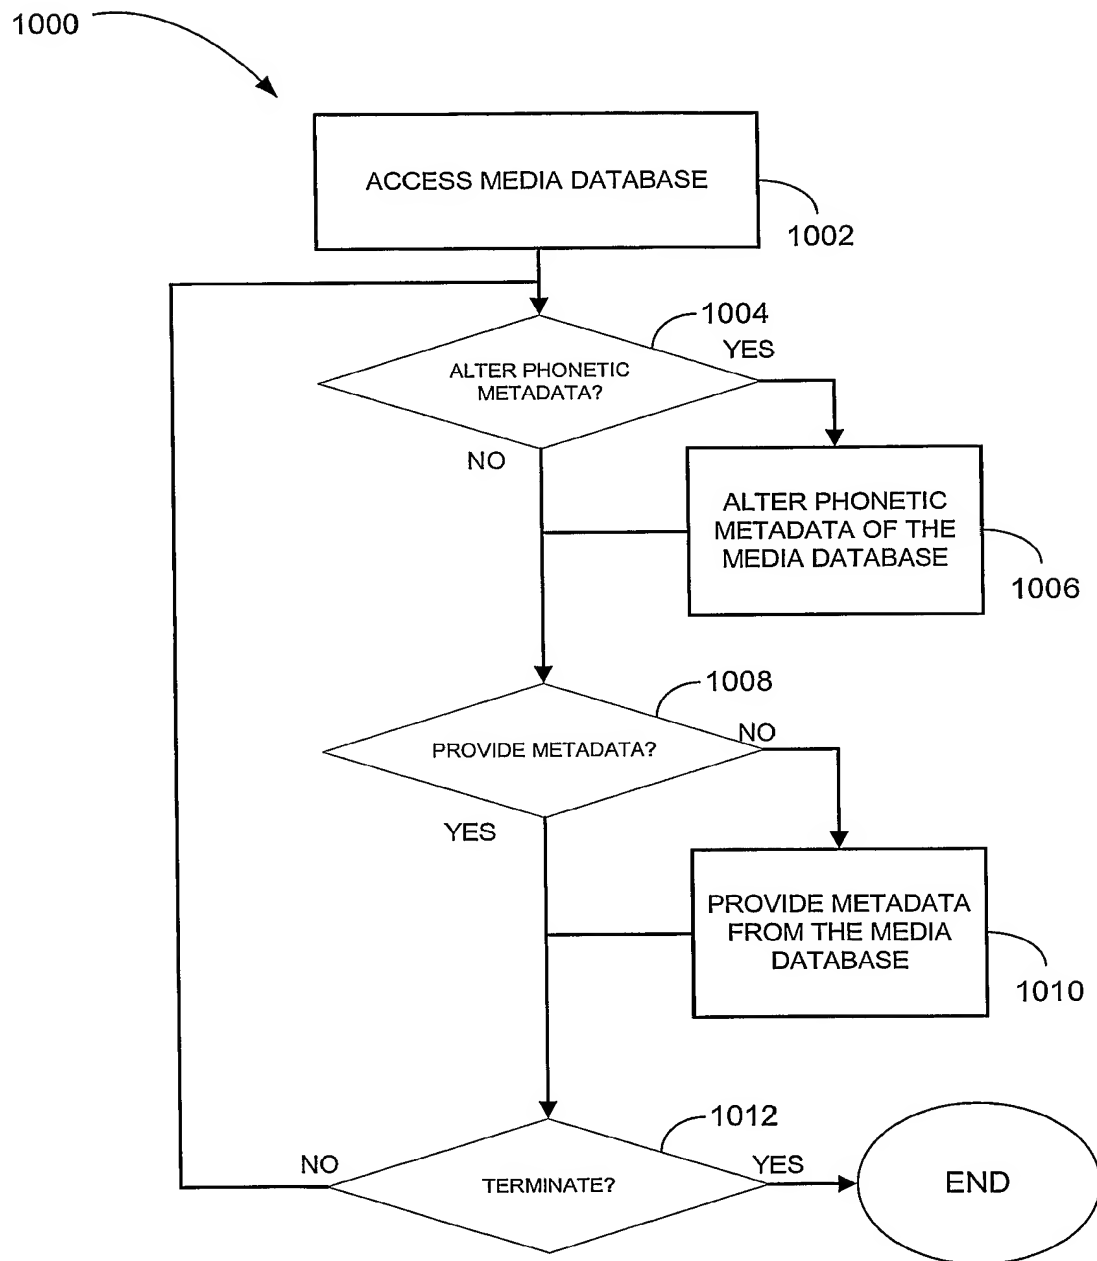 1000
ACCESS MEDIA DATABASE
1002
1004
YES
ALTER PHONETIC
METADATA?
NO
ALTER PHONETIC
METADATA OF THE
MEDIA DATABASE
1006
1008
NO
PROVIDE METADATA?
YES
PROVIDE METADATA
FROM THE MEDIA
DATABASE
1010
1012
NO
YES
TERMINATE?
END